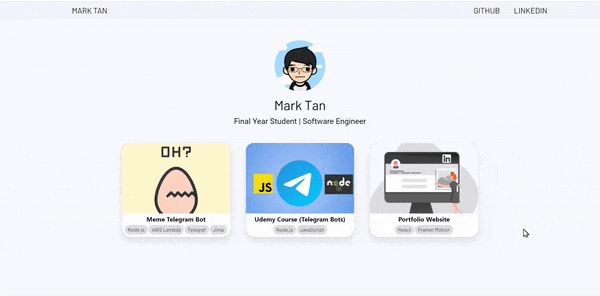 MARK TAN
GITHUB LINKEDIN
Mark Tan
Final Year Student | Software Engineer
OH?
JS
node
in
Meme Telegram Bot
Node.js AWS Lambda Telegraf Jimp
Udemy Course (Telegram Bots)
Node.js JavaScript
Portfolio Website
React Framer Motion